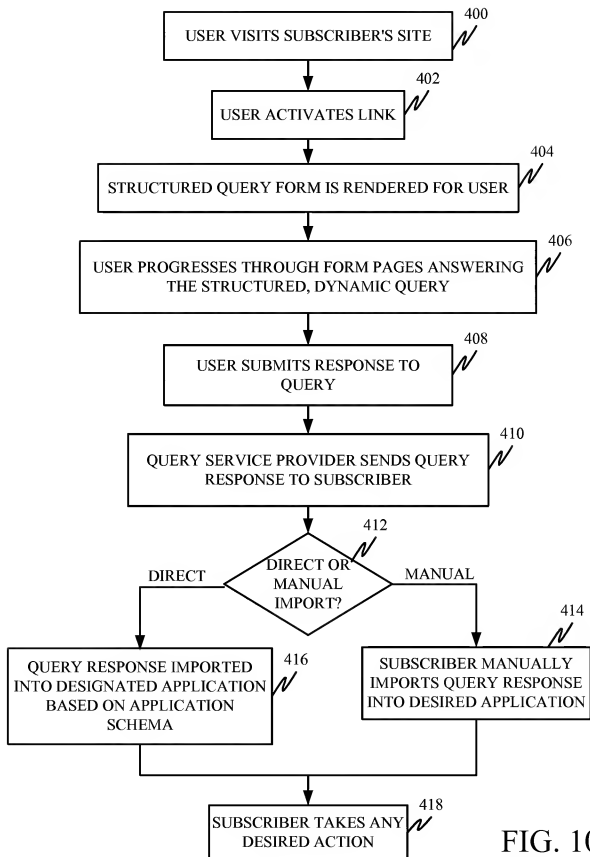 400
USER VISITS SUBSCRIBER'S SITE
402
USER ACTIVATES LINK
404
STRUCTURED QUERY FORM IS RENDERED FOR USER
406
USER PROGRESSES THROUGH FORM PAGES ANSWERING
THE STRUCTURED, DYNAMIC QUERY
408
USER SUBMITS RESPONSE TO
QUERY
410
QUERY SERVICE PROVIDER SENDS QUERY
RESPONSE TO SUBSCRIBER
412
DIRECT OR
MANUAL
IMPORT?
DIRECT
MANUAL
416
QUERY RESPONSE IMPORTED
INTO DESIGNATED APPLICATION
BASED ON APPLICATION
SCHEMA
414
SUBSCRIBER MANUALLY
IMPORTS QUERY RESPONSE
INTO DESIRED APPLICATION
418
SUBSCRIBER TAKES ANY
DESIRED ACTION
FIG. 10